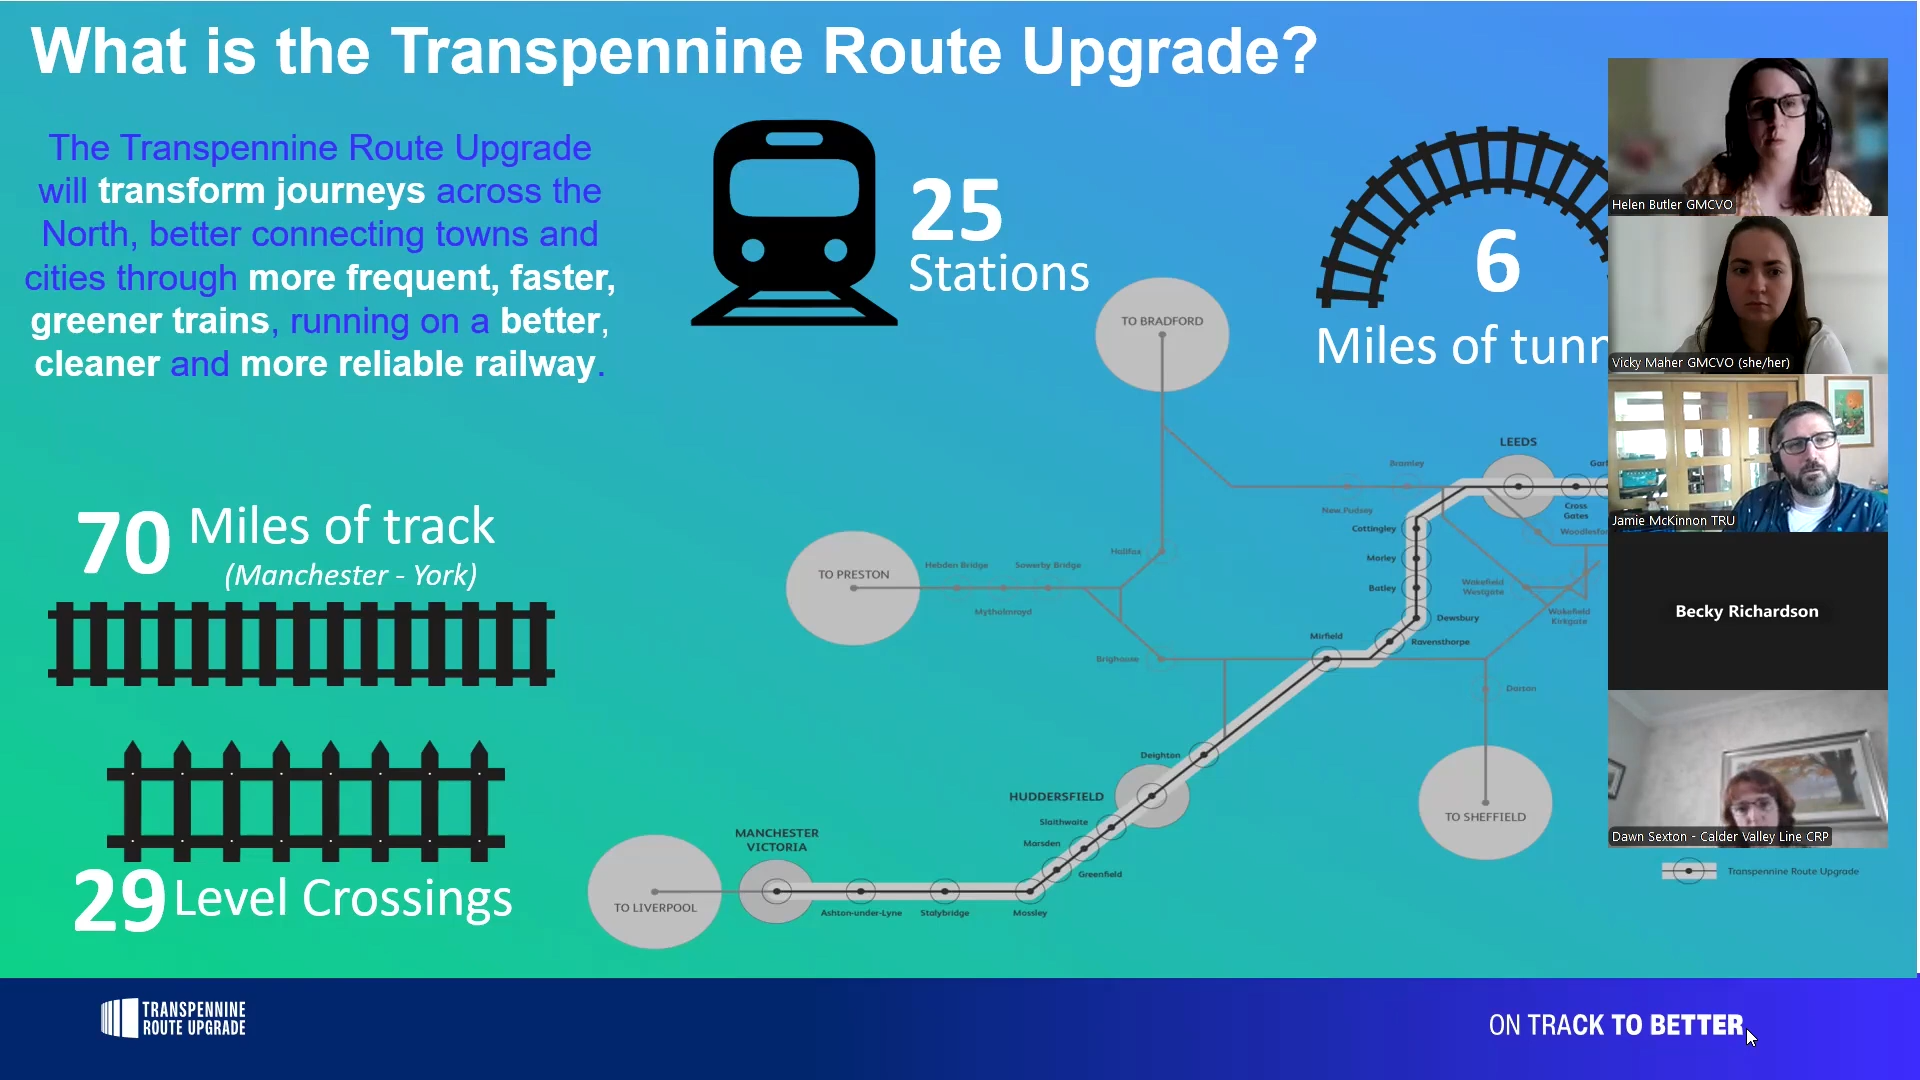 What is the Transpennine Route Upgrade?
The Transpennine Route Upgrade
will transform journeys across the
North, better connecting towns and
cities through more frequent, faster,
greener trains, running on a better,
cleaner and more reliable railway.
25
Stations
6
Miles of tunn
70 Miles of track
(Manchester - York)
29 Level Crossings
TO BRADFORD
TO PRESTON
Hebden Bridge
Sowerby Bridge
Mytholmroyd
Halifax
Brighouse
New Pudsey
Bramley
LEEDS
Garf
Cross
Gates
Woodlesfor
Cottingley
Morley
Batley
Dewsbury
Ravensthorpe
Mirfield
Wakefield
Westgate
Wakefield
Kirkgate
Darton
TO SHEFFIELD
Deighton
HUDDERSFIELD
Slaithwaite
Marsden
Greenfield
MANCHESTER
VICTORIA
TO LIVERPOOL
Ashton-under-Lyne
Stalybridge
Mossley
Transpennine Route Upgrade
Helen Butler GMCVO
Vicky Maher GMCVO (she/her)
Jamie McKinnon TRU
Becky Richardson
Dawn Sexton - Calder Valley Line CRP
TRANSPENNINE
ROUTE UPGRADE
ON TRACK TO BETTER